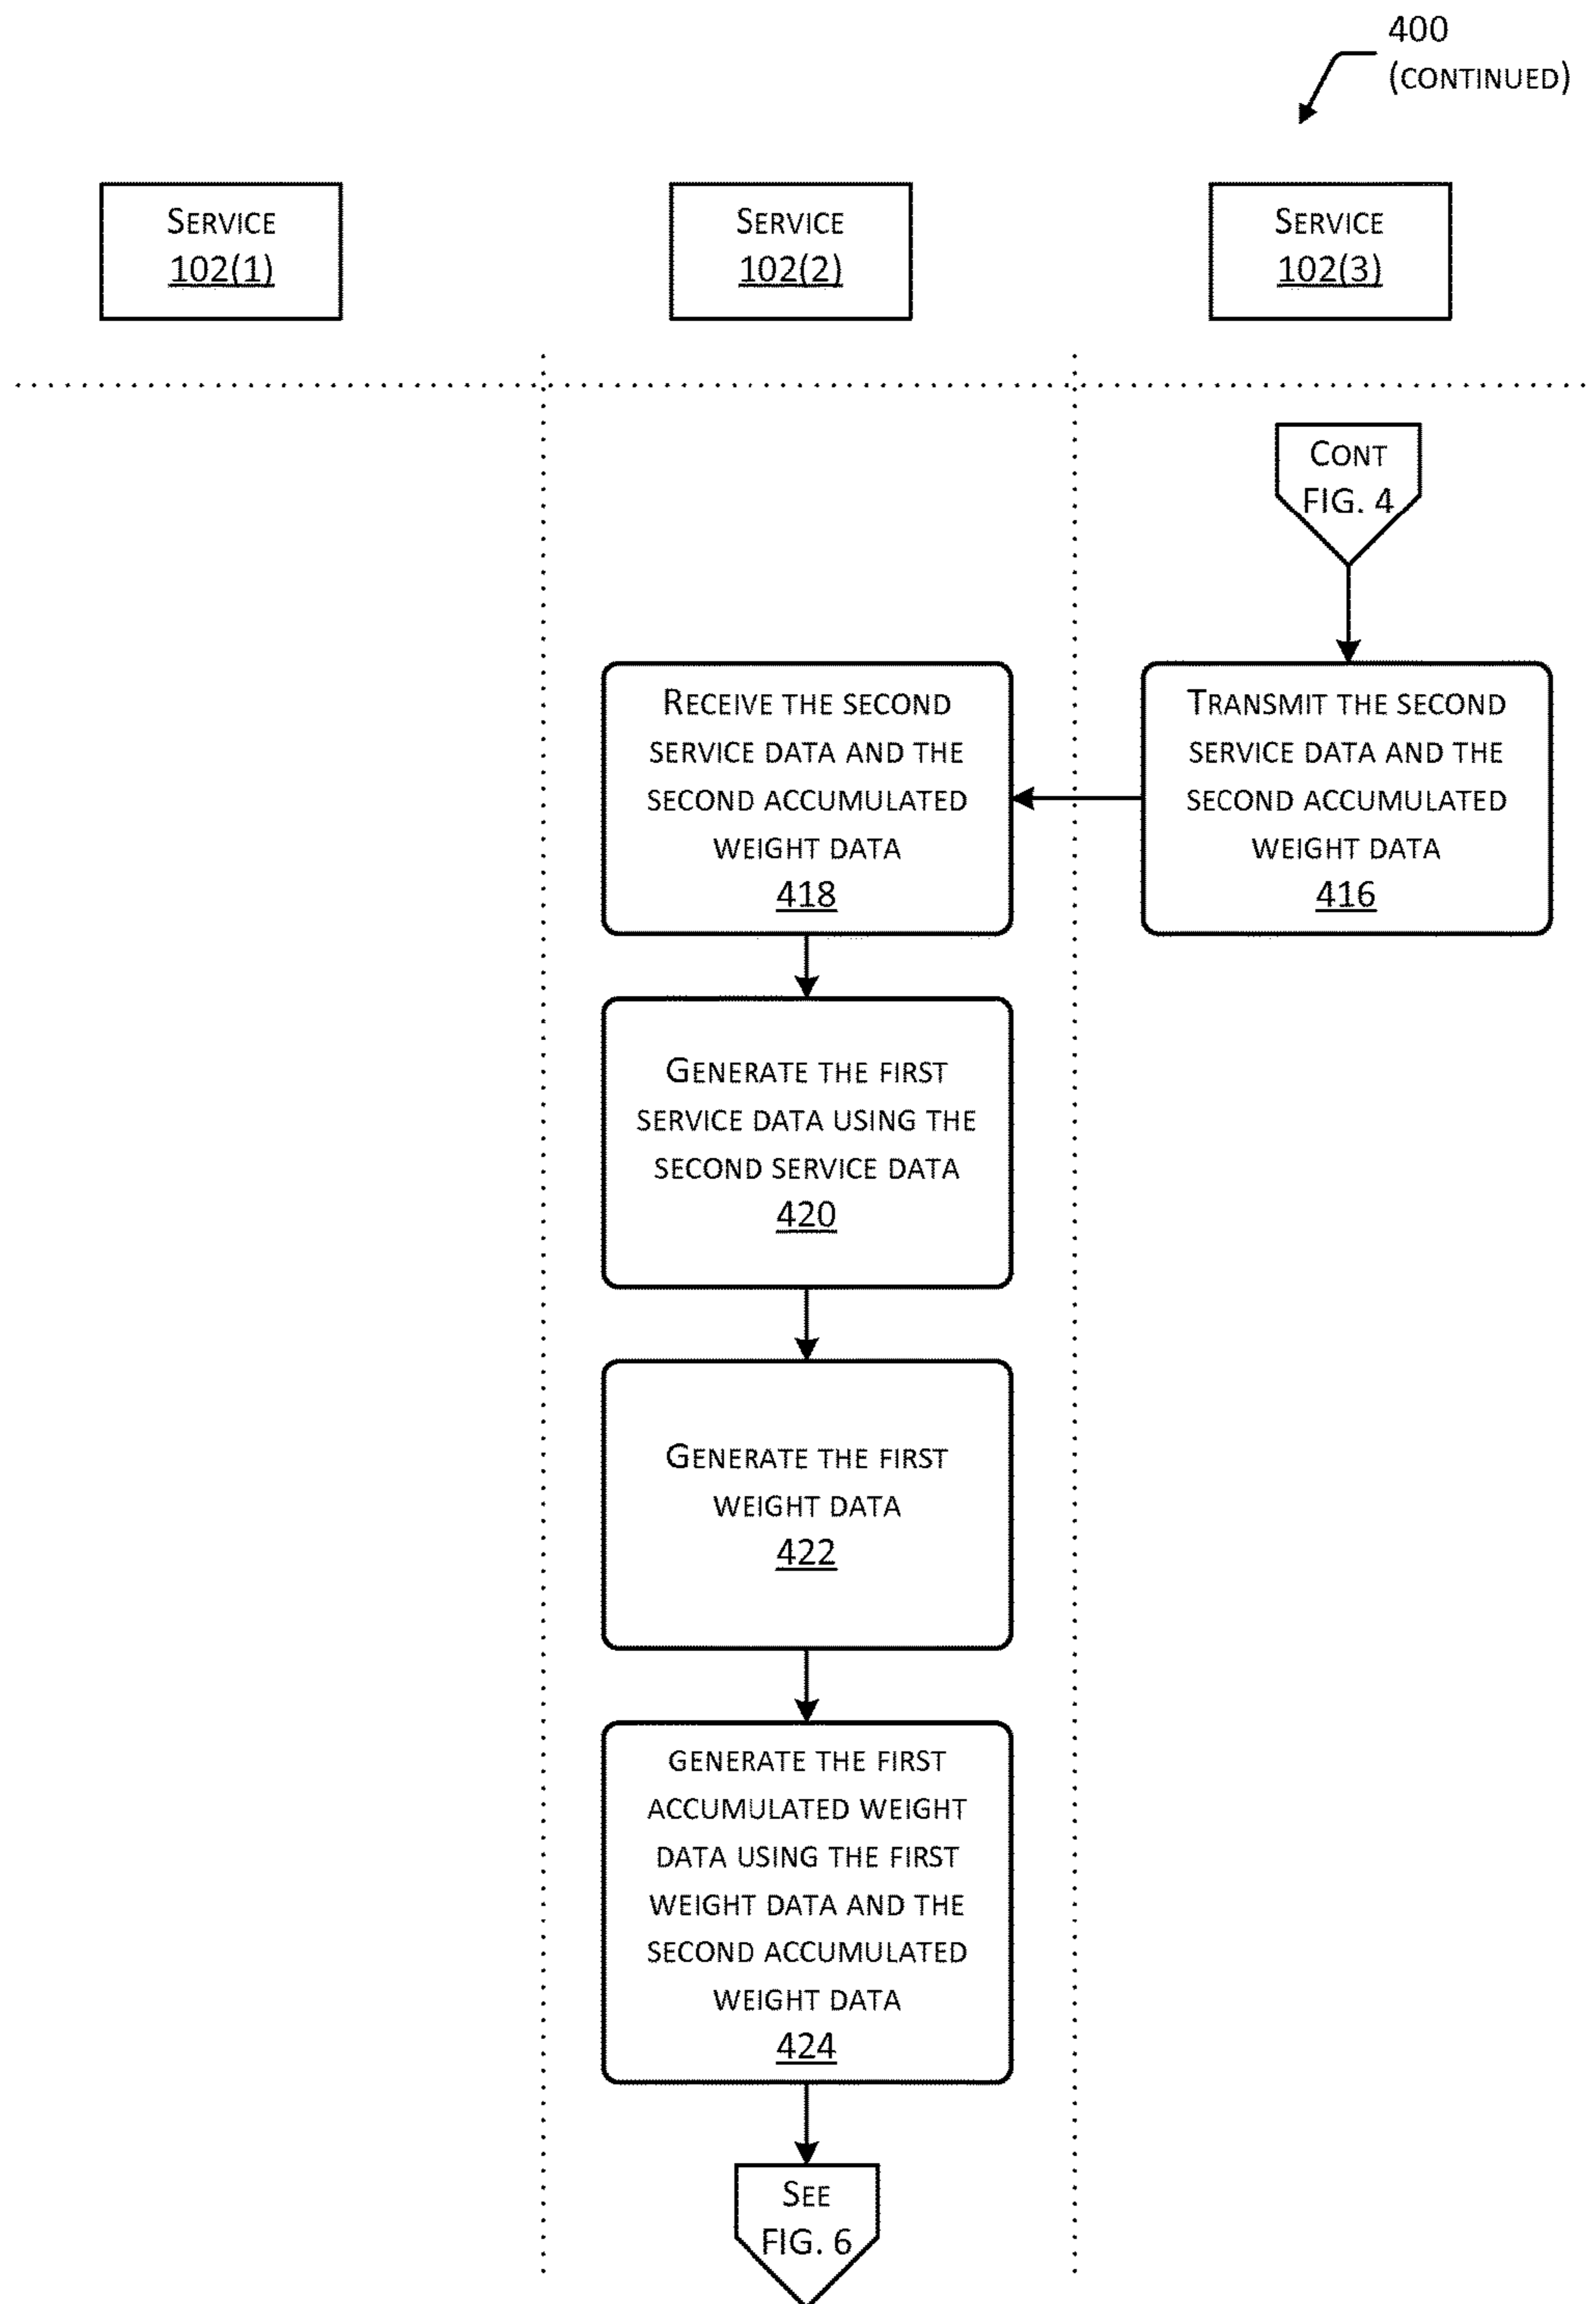 400
(CONTINUED)
SERVICE
102(1)
SERVICE
102(2)
SERVICE
102(3)
CONT
FIG. 4
RECEIVE THE SECOND
SERVICE DATA AND THE
SECOND ACCUMULATED
WEIGHT DATA
418
TRANSMIT THE SECOND
SERVICE DATA AND THE
SECOND ACCUMULATED
WEIGHT DATA
416
GENERATE THE FIRST
SERVICE DATA USING THE
SECOND SERVICE DATA
420
GENERATE THE FIRST
WEIGHT DATA
422
GENERATE THE FIRST
ACCUMULATED WEIGHT
DATA USING THE FIRST
WEIGHT DATA AND THE
SECOND ACCUMULATED
WEIGHT DATA
424
SEE
FIG. 6